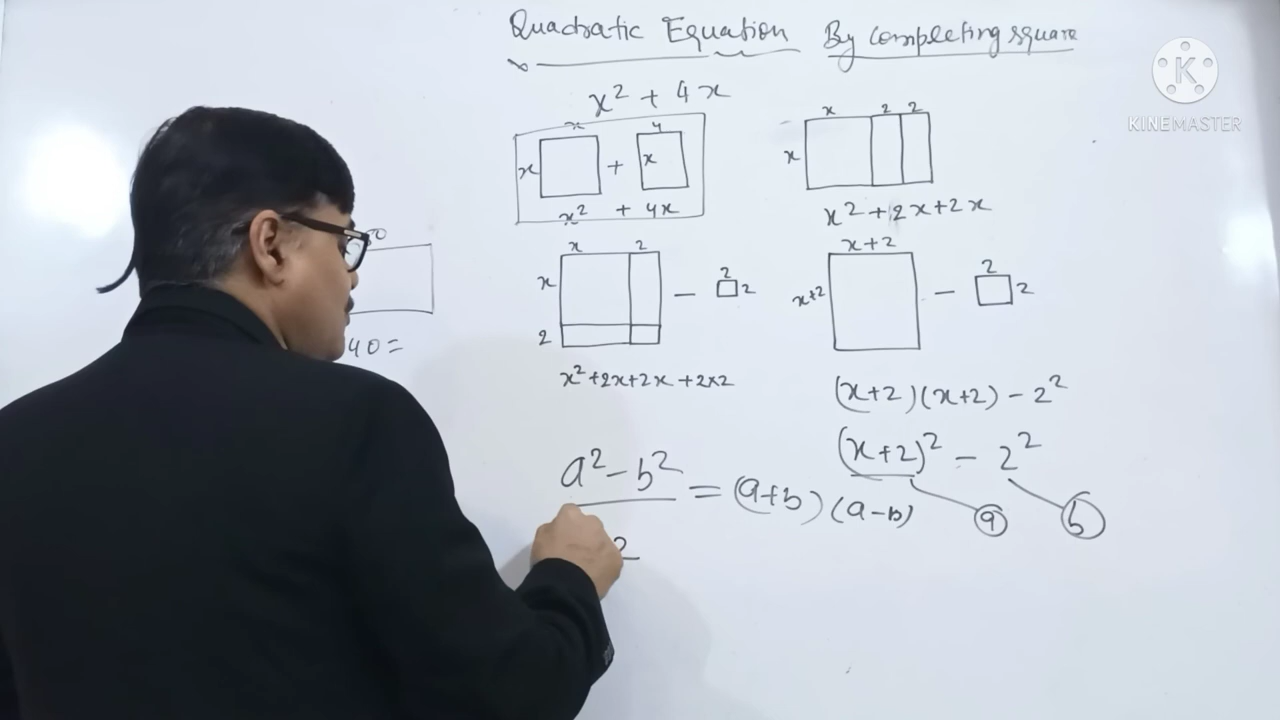 Quadratic Equation By completing square
KINEMASTER
K
x² + 4x
x
4
x
+
x
x² + 4x
x 2 2
x
x² + 2x + 2x
x 2
x
2
−
2
2
x² + 2x + 2x + 2×2
x+2
x+2
−
2
2
(x+2)(x+2) − 2²
(x+2)² − 2²
a² − b² = (a+b)(a−b)
a
b
40 =
2